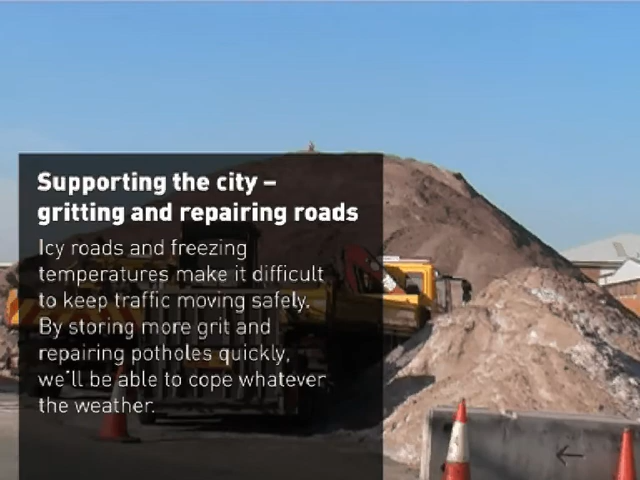 Supporting the city –
gritting and repairing roads
Icy roads and freezing
temperatures make it difficult
to keep traffic moving safely.
By storing more grit and
repairing potholes quickly,
we'll be able to cope whatever
the weather.